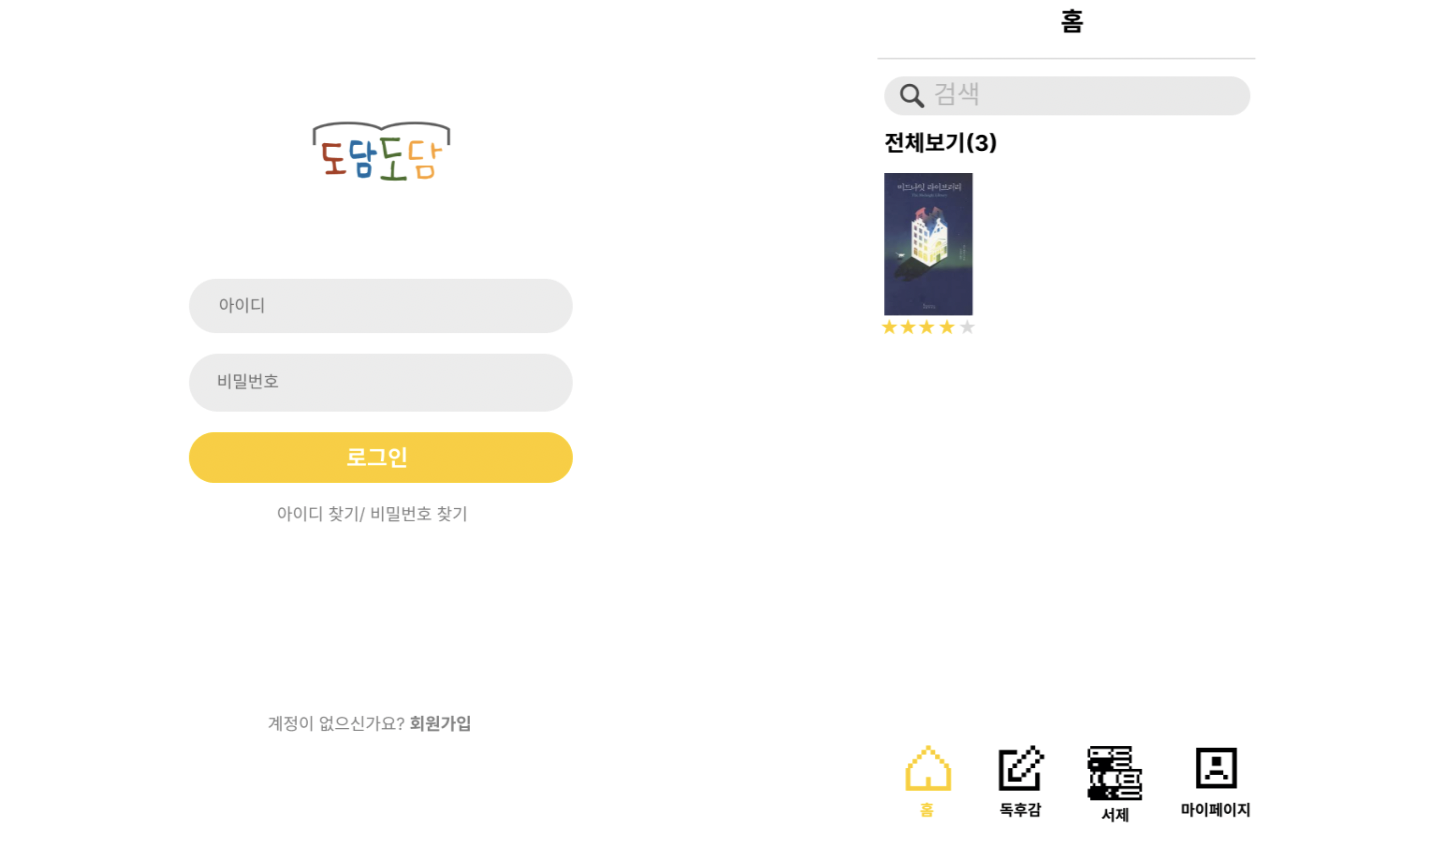 도담도담
아이디
비밀번호
로그인
아이디 찾기/ 비밀번호 찾기
계정이 없으신가요? 회원가입
홈
검색
전체보기(3)
미드나잇 라이브러리
홈
독후감
서제
마이페이지